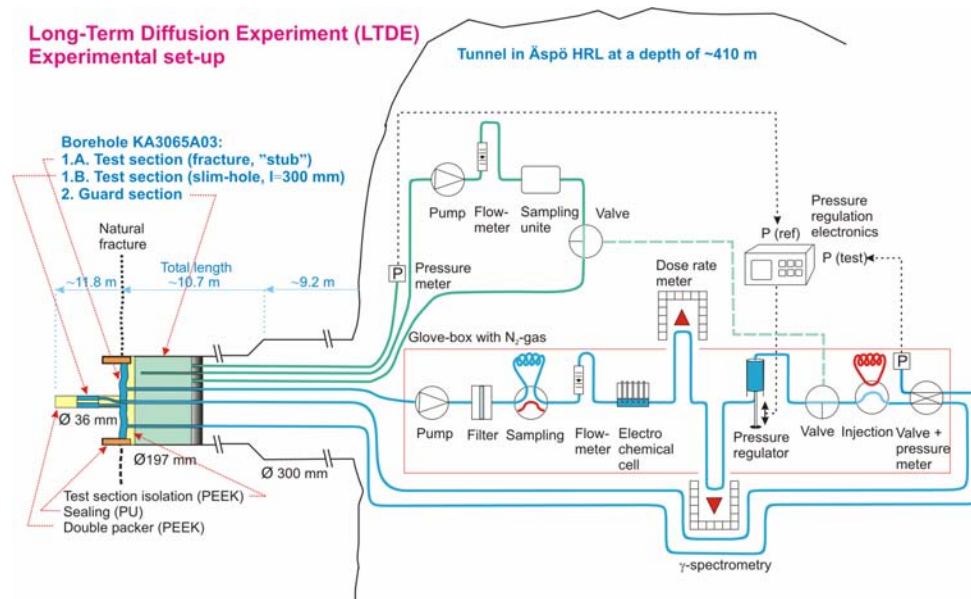 Long-Term Diffusion Experiment (LTDE)
Experimental set-up
Tunnel in Äspö HRL at a depth of ~410 m
Borehole KA3065A03:
1.A. Test section (fracture, "stub")
1.B. Test section (slim-hole, l=300 mm)
2. Guard section
Natural
fracture
Total length
~11.8 m
~10.7 m
~9.2 m
Pump
Flow-
meter
Sampling
unite
Valve
P
Pressure
meter
Pressure
regulation
electronics
P (ref)
P (test)
Dose rate
meter
Glove-box with N2-gas
P
Pump
Filter
Sampling
Flow-
meter
Electro
chemical
cell
Pressure
regulator
Valve
Injection
Valve +
pressure
meter
Ø 36 mm
Ø197 mm
Ø 300 mm
Test section isolation (PEEK)
Sealing (PU)
Double packer (PEEK)
γ-spectrometry